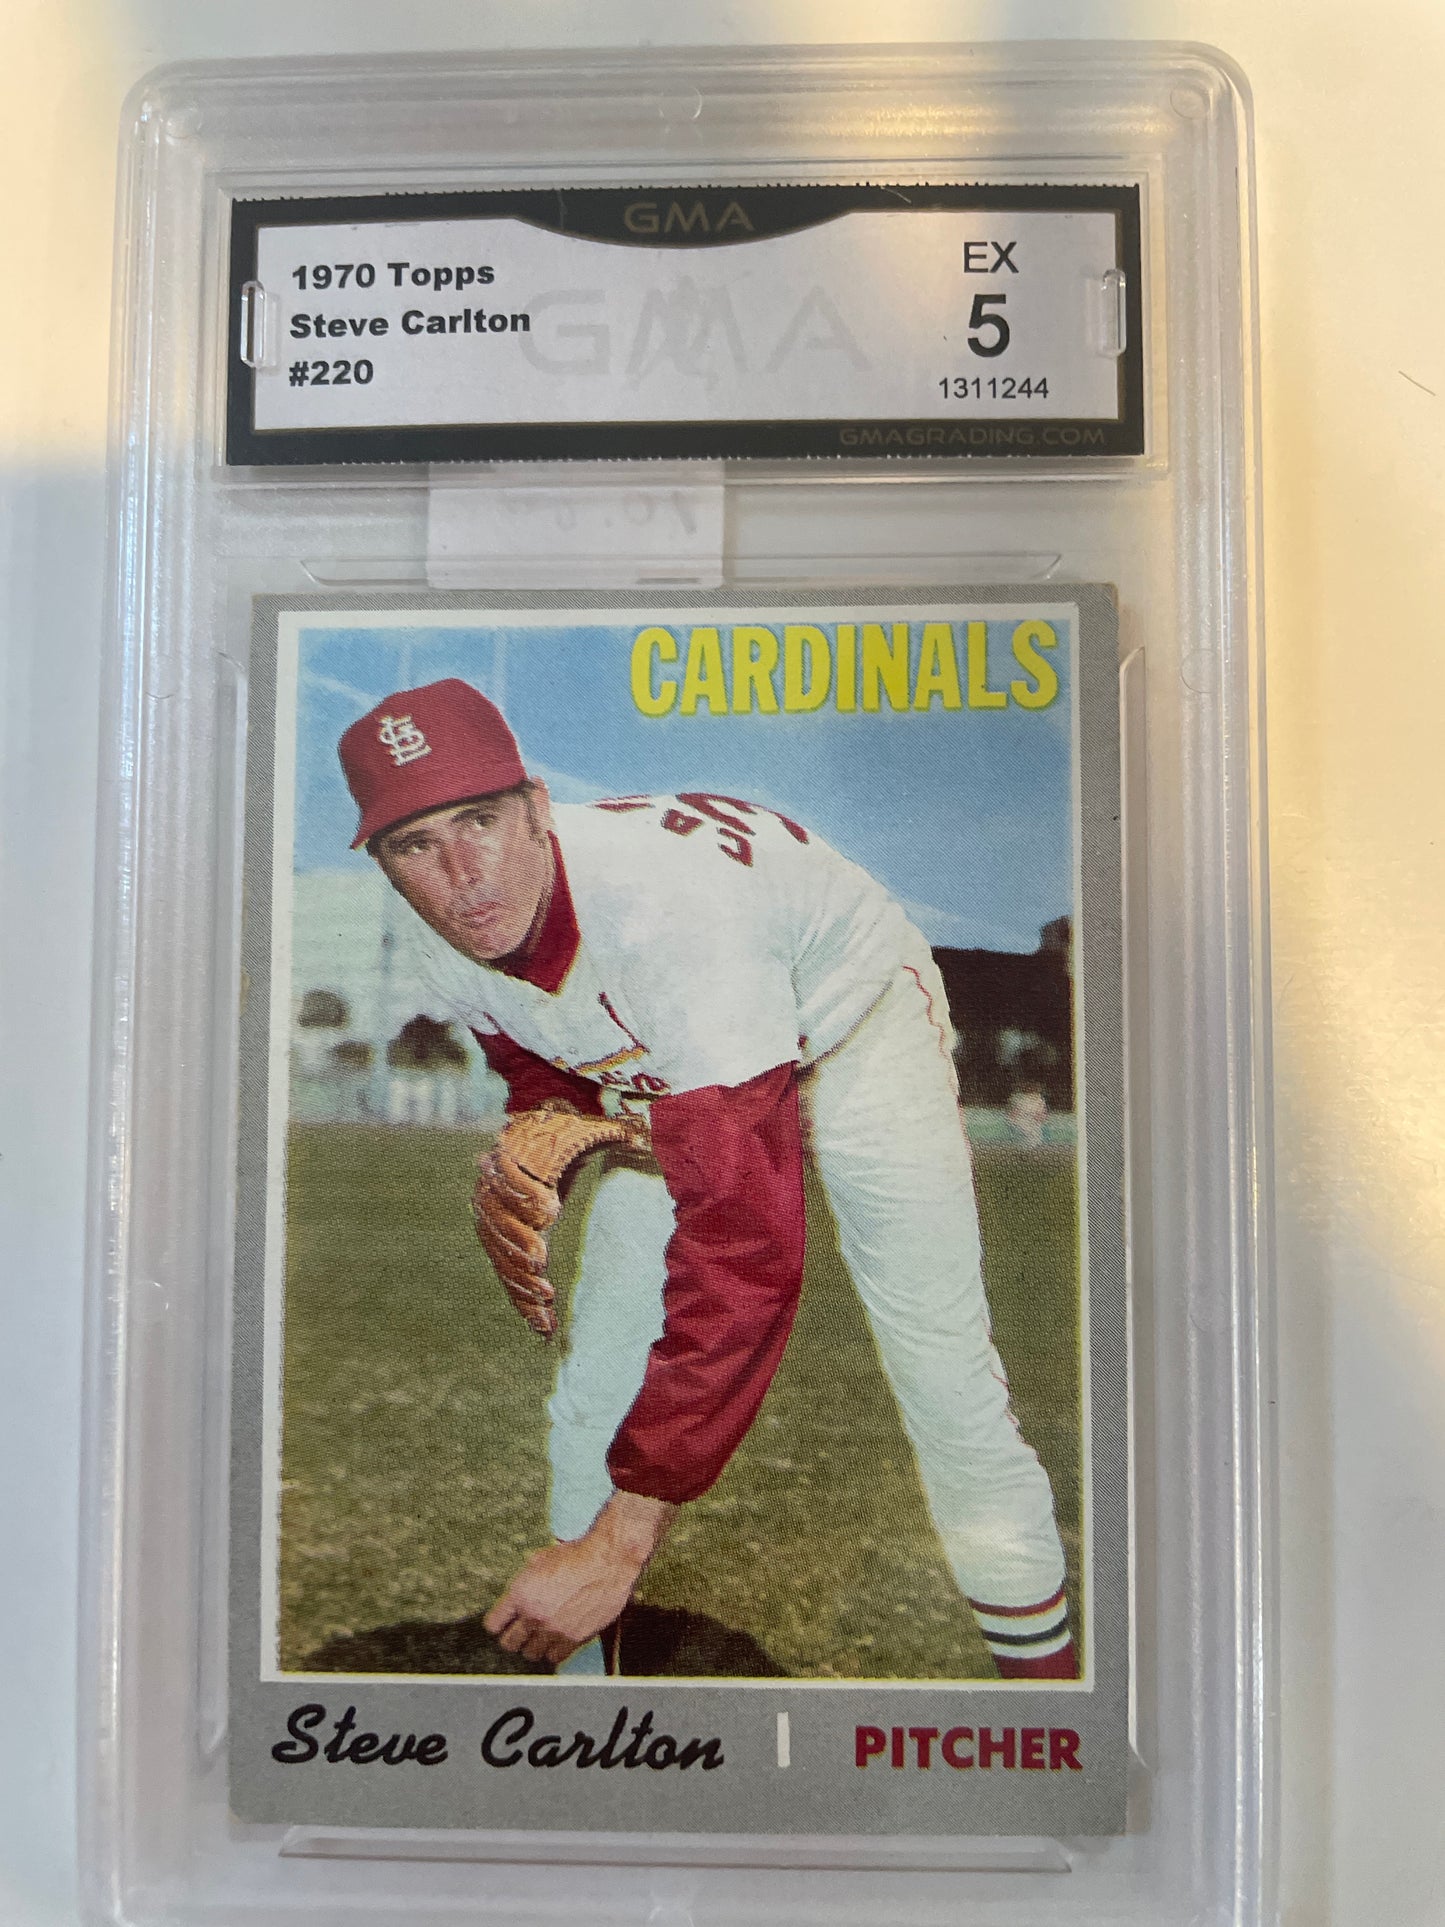 GMA
1970 Topps
Steve Carlton
#220
EX
5
1311244
GMA
GMAGRADING.COM
CARDINALS
Steve Carlton
PITCHER